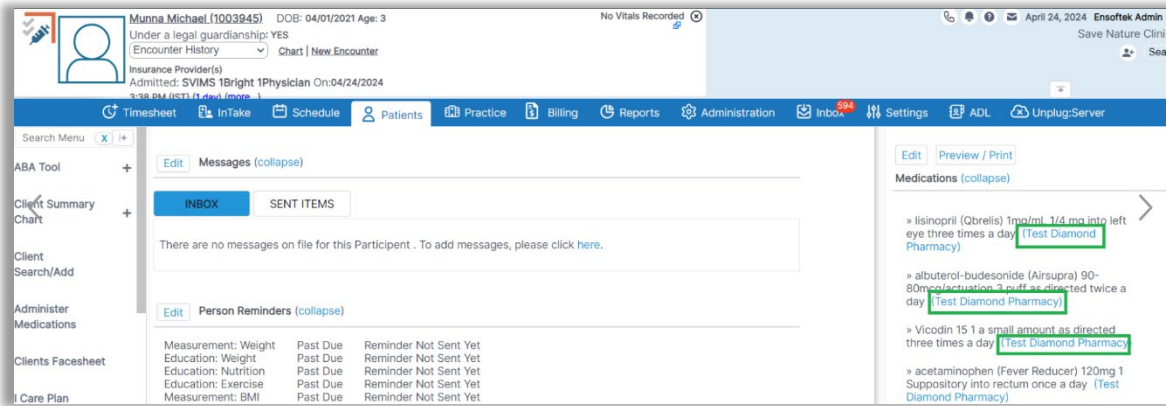 Munna Michael (1003945) DOB: 04/01/2021 Age: 3
Under a legal guardianship: YES
Encounter History Chart | New Encounter
Insurance Provider(s)
Admitted: SVIMS 1Bright 1Physician On:04/24/2024
3:38 PM (IST) (1 day) (more..)
No Vitals Recorded
April 24, 2024 Ensoftek Admin
Save Nature Clini
Sea
Timesheet InTake Schedule Patients Practice Billing Reports Administration Inbox 594 Settings ADL Unplug:Server
Search Menu X
ABA Tool +
Client Summary +
Chart
Client
Search/Add
Administer
Medications
Clients Facesheet
I Care Plan
Edit Messages (collapse)
INBOX SENT ITEMS
There are no messages on file for this Participant . To add messages, please click here.
Edit Person Reminders (collapse)
Measurement: Weight Past Due Reminder Not Sent Yet
Education: Weight Past Due Reminder Not Sent Yet
Education: Nutrition Past Due Reminder Not Sent Yet
Education: Exercise Past Due Reminder Not Sent Yet
Measurement: BMI Past Due Reminder Not Sent Yet
Edit Preview / Print
Medications (collapse)
» lisinopril (Qbrelis) 1mg/mL 1/4 mg into left
eye three times a day (Test Diamond
Pharmacy)
» albuterol-budesonide (Airsupra) 90-
80mcg/actuation 3 puff as directed twice a
day (Test Diamond Pharmacy)
» Vicodin 15 1 a small amount as directed
three times a day (Test Diamond Pharmacy
» acetaminophen (Fever Reducer) 120mg 1
Suppository into rectum once a day (Test
Diamond Pharmacy)